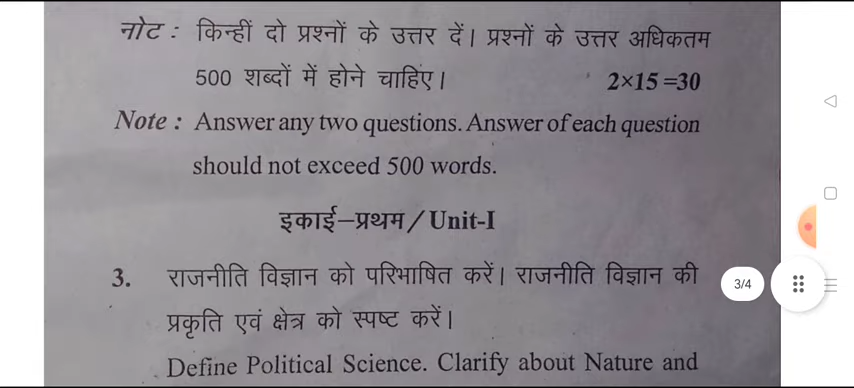 नोट : किन्हीं दो प्रश्नों के उत्तर दें। प्रश्नों के उत्तर अधिकतम
500 शब्दों में होने चाहिए। 2×15=30
Note : Answer any two questions. Answer of each question
should not exceed 500 words.
इकाई–प्रथम / Unit-I
3. राजनीति विज्ञान को परिभाषित करें। राजनीति विज्ञान की
3/4
प्रकृति एवं क्षेत्र को स्पष्ट करें।
Define Political Science. Clarify about Nature and